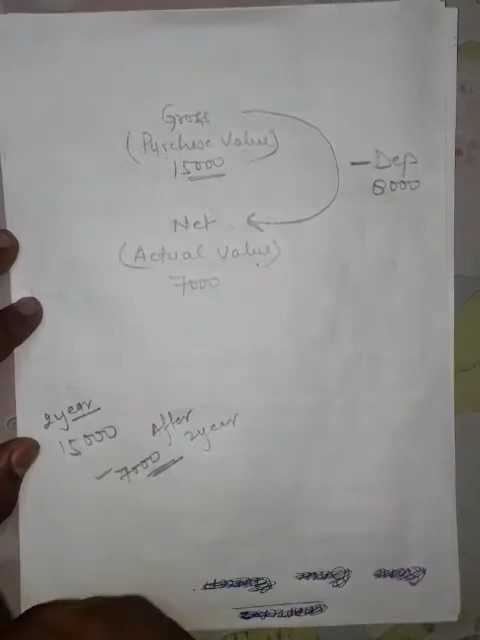 Gross
(Purchase Value)
15000
- Dep
8000
Net
(Actual Value)
7000
2year
15000
After
2year
- 7000